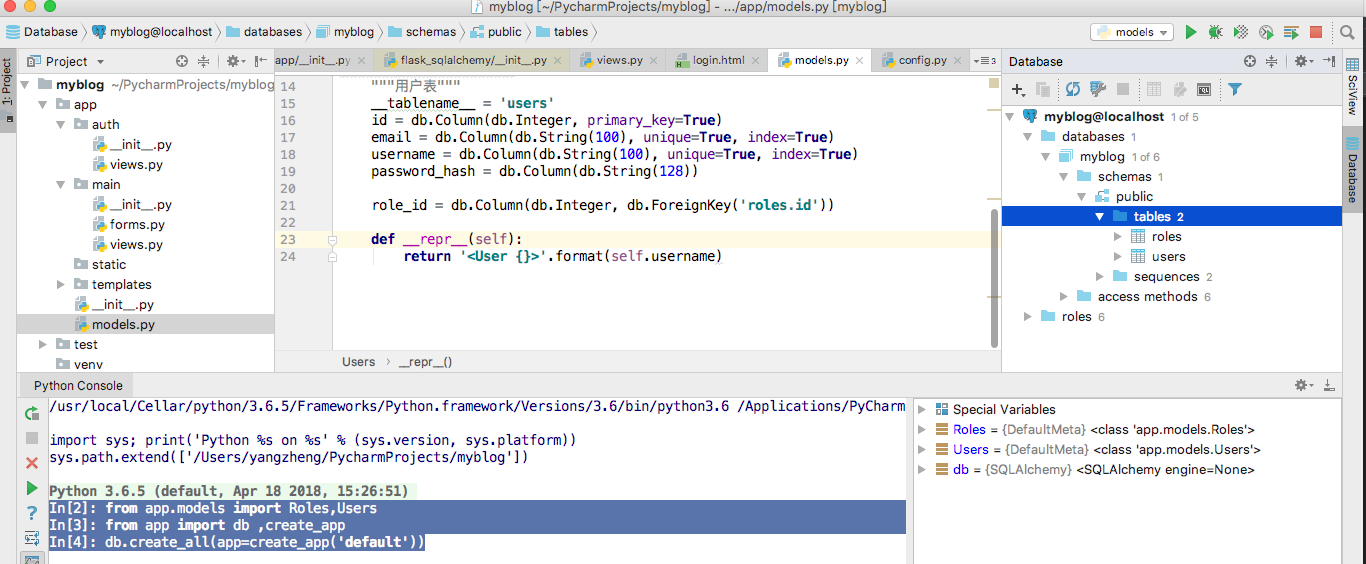 myblog [~/PycharmProjects/myblog] - .../app/models.py [myblog]
Database myblog@localhost databases myblog schemas public tables models
1: Project
Project
app/__init__.py flask_sqlalchemy/__init__.py views.py login.html models.py config.py 3
Database
SciView
Database
myblog ~/PycharmProjects/myblog
app
auth
__init__.py
views.py
main
__init__.py
forms.py
views.py
static
templates
__init__.py
models.py
test
venv
14 """用户表"""
15 __tablename__ = 'users'
16 id = db.Column(db.Integer, primary_key=True)
17 email = db.Column(db.String(100), unique=True, index=True)
18 username = db.Column(db.String(100), unique=True, index=True)
19 password_hash = db.Column(db.String(128))
20
21 role_id = db.Column(db.Integer, db.ForeignKey('roles.id'))
22
23 def __repr__(self):
24 return '<User {}>'.format(self.username)
Users __repr__()
myblog@localhost 1 of 5
databases 1
myblog 1 of 6
schemas 1
public
tables 2
roles
users
sequences 2
access methods 6
roles 6
Python Console
/usr/local/Cellar/python/3.6.5/Frameworks/Python.framework/Versions/3.6/bin/python3.6 /Applications/PyCharm
import sys; print('Python %s on %s' % (sys.version, sys.platform))
sys.path.extend(['/Users/yangzheng/PycharmProjects/myblog'])
Python 3.6.5 (default, Apr 18 2018, 15:26:51)
In[2]: from app.models import Roles,Users
In[3]: from app import db ,create_app
In[4]: db.create_all(app=create_app('default'))
Special Variables
Roles = {DefaultMeta} <class 'app.models.Roles'>
Users = {DefaultMeta} <class 'app.models.Users'>
db = {SQLAlchemy} <SQLAlchemy engine=None>